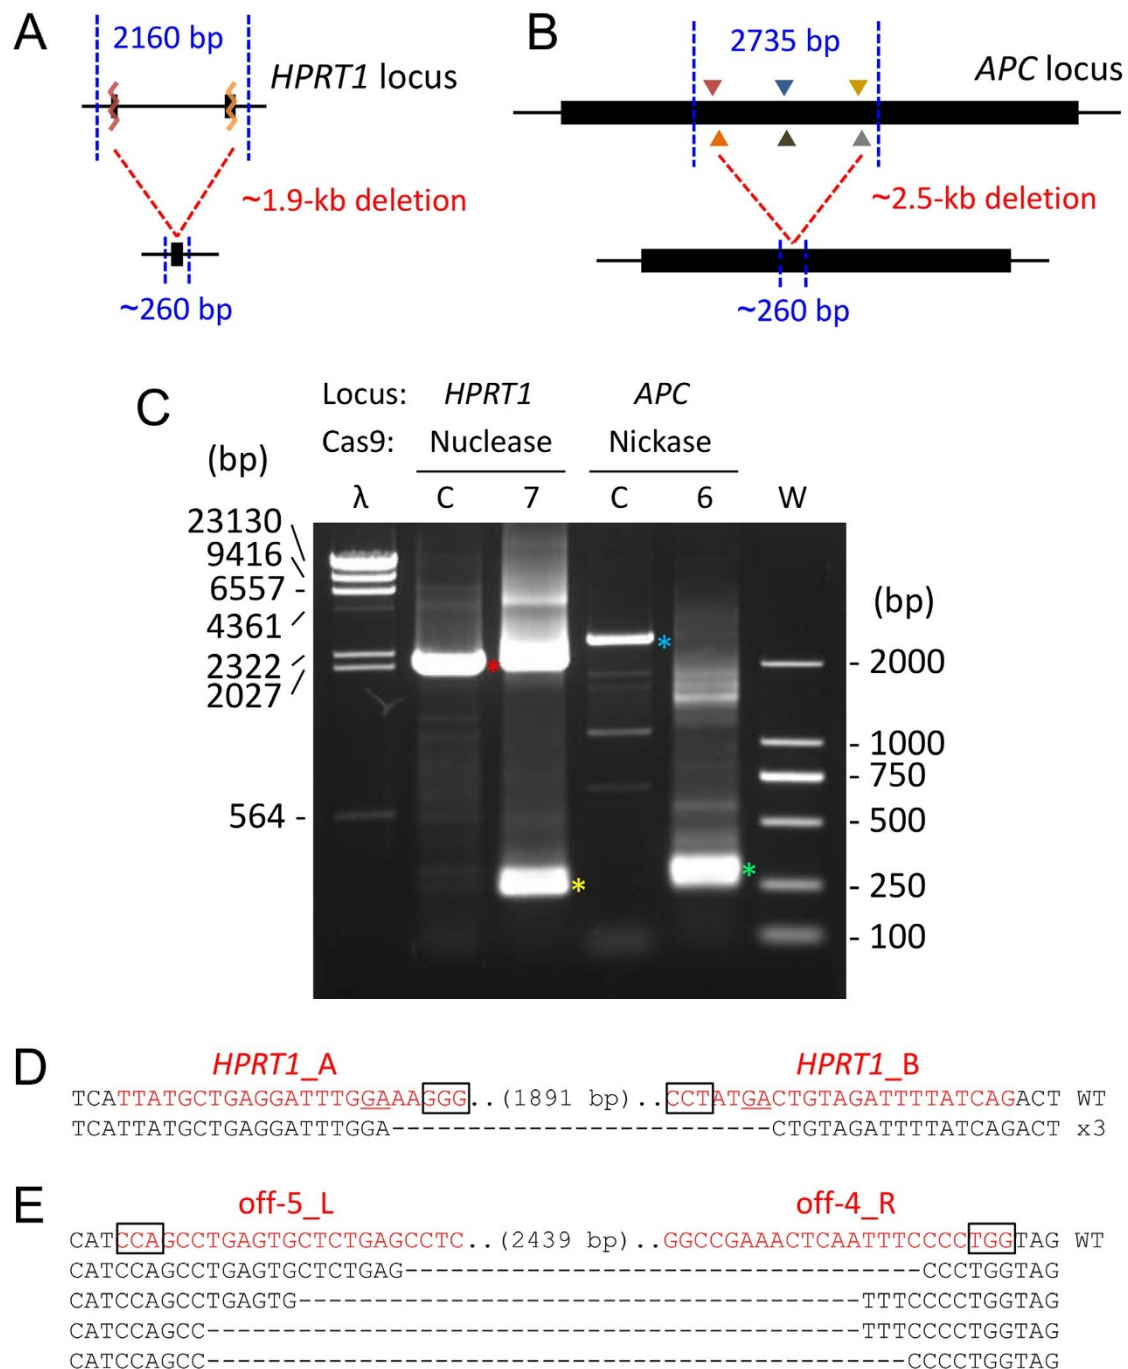 A
2160 bp
HPRT1 locus
~1.9-kb deletion
~260 bp
B
2735 bp
APC locus
~2.5-kb deletion
~260 bp
C
Locus: HPRT1 APC
Cas9: Nuclease Nickase
(bp)
λ C 7 C 6 W
23130
9416
6557 -
4361
2322
2027
564 -
* * * *
(bp)
- 2000
- 1000
- 750
- 500
- 250
- 100
D
HPRT1_A HPRT1_B
TCATTATGCTGAGGATTTGGAAAGGG..(1891 bp)..CCTATGACTGTAGATTTTATCAGACT WT
TCATTATGCTGAGGATTTGGA-------------------------CTGTAGATTTTATCAGACT x3
E
off-5_L off-4_R
CATCCAGCCTGAGTGCTCTGAGCCTC..(2439 bp)..GGCCGAAACTCAATTTCCCCTGGTAG WT
CATCCAGCCTGAGTGCTCTGAG----------------------------------CCCTGGTAG
CATCCAGCCTGAGTG-------------------------------------TTTCCCCTGGTAG
CATCCAGCC-------------------------------------------TTTCCCCTGGTAG
CATCCAGCC-----------------------------------------------CCCTGGTAG